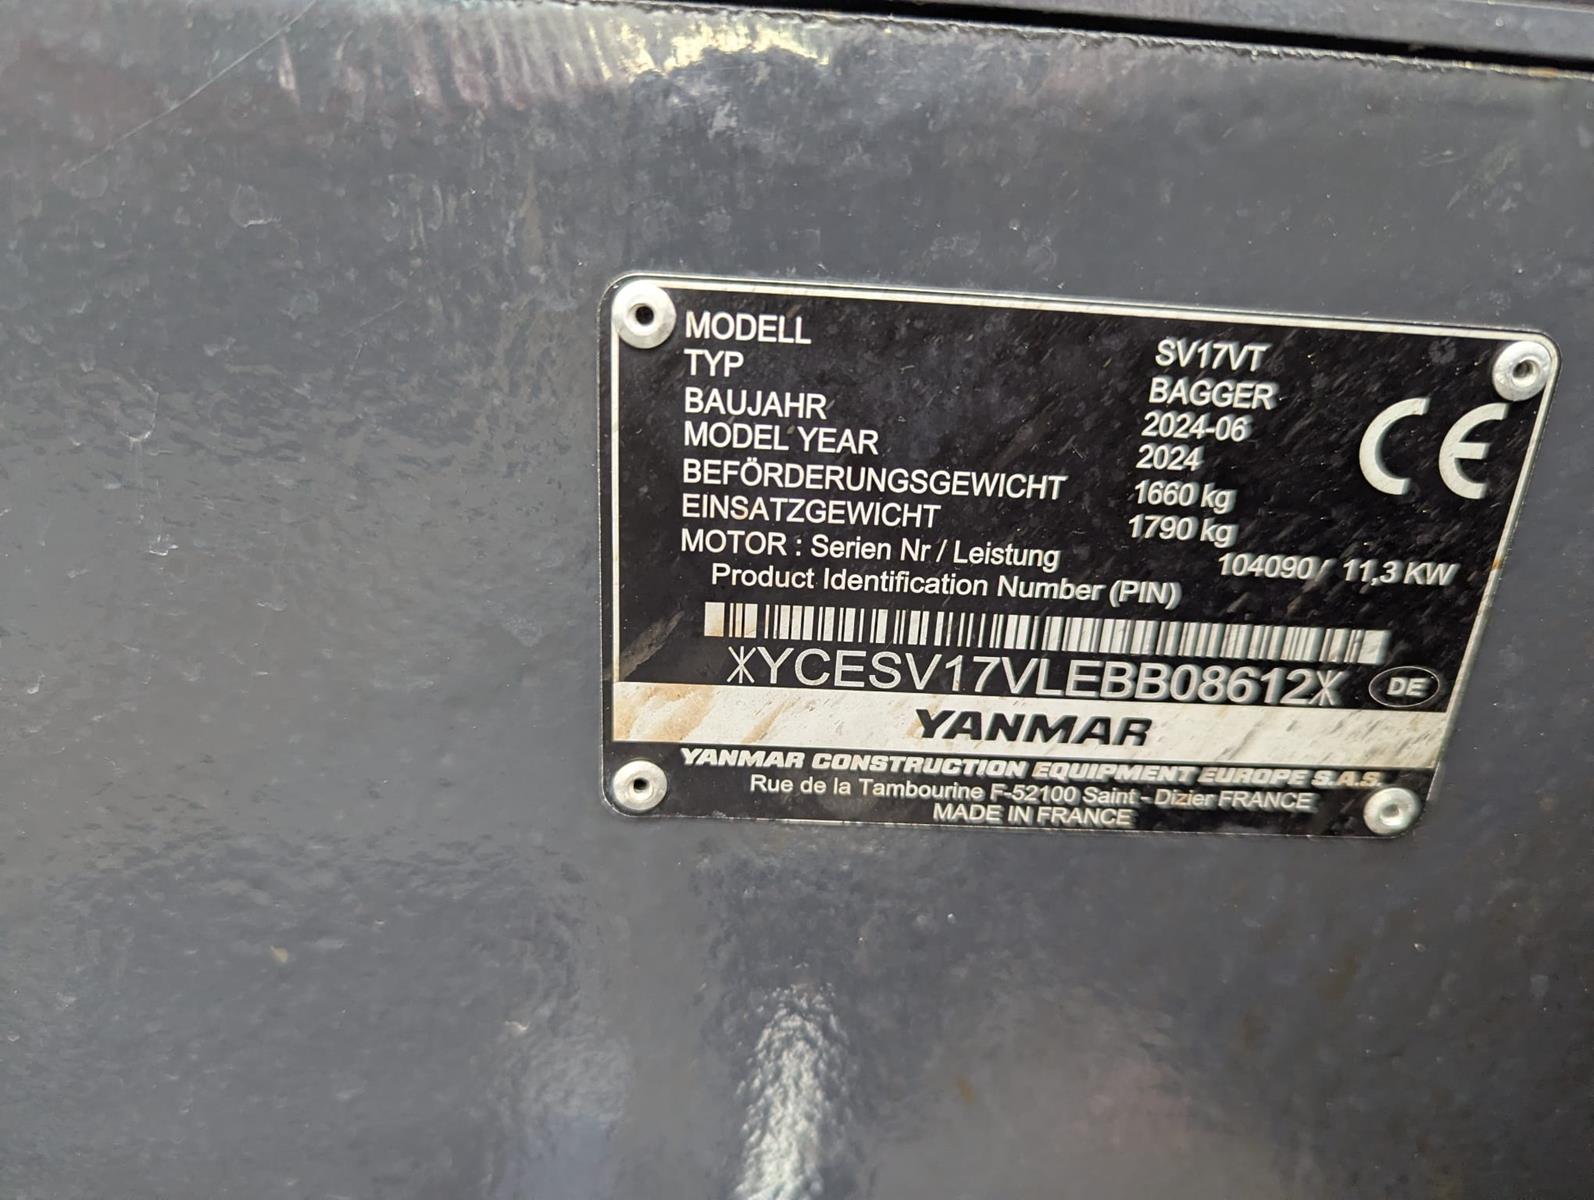 MODELL SV17VT
TYP BAGGER
BAUJAHR 2024-06
MODEL YEAR 2024
BEFÖRDERUNGSGEWICHT 1660 kg
EINSATZGEWICHT 1790 kg
MOTOR : Serien Nr / Leistung 104090 / 11,3 KW
Product Identification Number (PIN)
*YCESV17VLEBB08612*
DE
CE
YANMAR
YANMAR CONSTRUCTION EQUIPMENT EUROPE S.A.S.
Rue de la Tambourine F-52100 Saint - Dizier FRANCE
MADE IN FRANCE